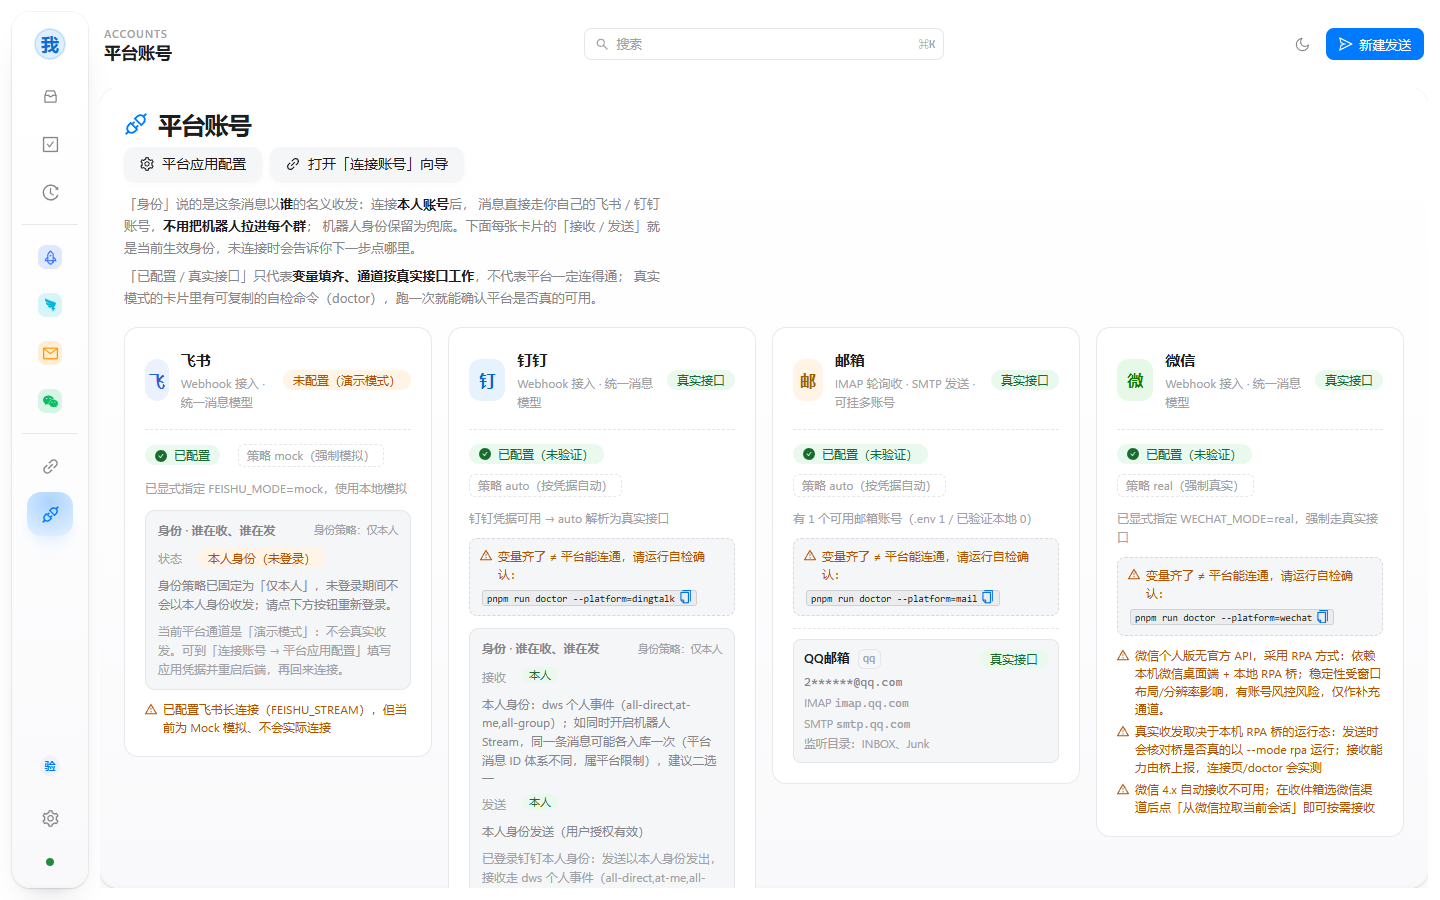 我
ACCOUNTS
平台账号
搜索
⌘K
新建发送
平台账号
平台应用配置
打开「连接账号」向导
「身份」说的是这条消息以谁的名义收发：连接本人账号后， 消息直接走你自己的飞书 / 钉钉
账号，不用把机器人拉进每个群； 机器人身份保留为兜底。下面每张卡片的「接收 / 发送」就
是当前生效身份，未连接时会告诉你下一步点哪里。
「已配置 / 真实接口」只代表变量填齐、通道按真实接口工作，不代表平台一定连得通； 真实
模式的卡片里有可复制的自检命令（doctor），跑一次就能确认平台是否真的可用。
飞
飞书
Webhook 接入 ·
统一消息模型
未配置（演示模式）
已配置
策略 mock（强制模拟）
已显式指定 FEISHU_MODE=mock，使用本地模拟
身份 · 谁在收、谁在发
身份策略：仅本人
状态
本人身份（未登录）
身份策略已固定为「仅本人」，未登录期间不
会以本人身份收发；请点下方按钮重新登录。
当前平台通道是「演示模式」：不会真实收
发。可到「连接账号 → 平台应用配置」填写
应用凭据并重启后端，再回来连接。
已配置飞书长连接（FEISHU_STREAM），但当
前为 Mock 模拟、不会实际连接
钉
钉钉
Webhook 接入 · 统一消息
模型
真实接口
已配置（未验证）
策略 auto（按凭据自动）
钉钉凭据可用 → auto 解析为真实接口
变量齐了 ≠ 平台能连通，请运行自检确
认：
pnpm run doctor --platform=dingtalk
身份 · 谁在收、谁在发
身份策略：仅本人
接收
本人
本人身份：dws 个人事件（all-direct,at-
me,all-group）；如同时开启机器人
Stream，同一条消息可能各入库一次（平台
消息 ID 体系不同，属平台限制），建议二选
一
发送
本人
本人身份发送（用户授权有效）
已登录钉钉本人身份：发送以本人身份发出，
接收走 dws 个人事件（all-direct,at-me,all-
邮
邮箱
IMAP 轮询收 · SMTP 发送 ·
可挂多账号
真实接口
已配置（未验证）
策略 auto（按凭据自动）
有 1 个可用邮箱账号（.env 1 / 已验证本地 0）
变量齐了 ≠ 平台能连通，请运行自检确
认：
pnpm run doctor --platform=mail
QQ邮箱
qq
真实接口
2******@qq.com
IMAP imap.qq.com
SMTP smtp.qq.com
监听目录：INBOX、Junk
微
微信
Webhook 接入 · 统一消息
模型
真实接口
已配置（未验证）
策略 real（强制真实）
已显式指定 WECHAT_MODE=real，强制走真实接
口
变量齐了 ≠ 平台能连通，请运行自检确
认：
pnpm run doctor --platform=wechat
微信个人版无官方 API，采用 RPA 方式：依赖
本机微信桌面端 + 本地 RPA 桥；稳定性受窗口
布局/分辨率影响，有账号风控风险，仅作补充
通道。
真实收发取决于本机 RPA 桥的运行态：发送时
会核对桥是否真的以 --mode rpa 运行；接收能
力由桥上报，连接页/doctor 会实测
微信 4.x 自动接收不可用；在收件箱选微信渠
道后点「从微信拉取当前会话」即可按需接收
验